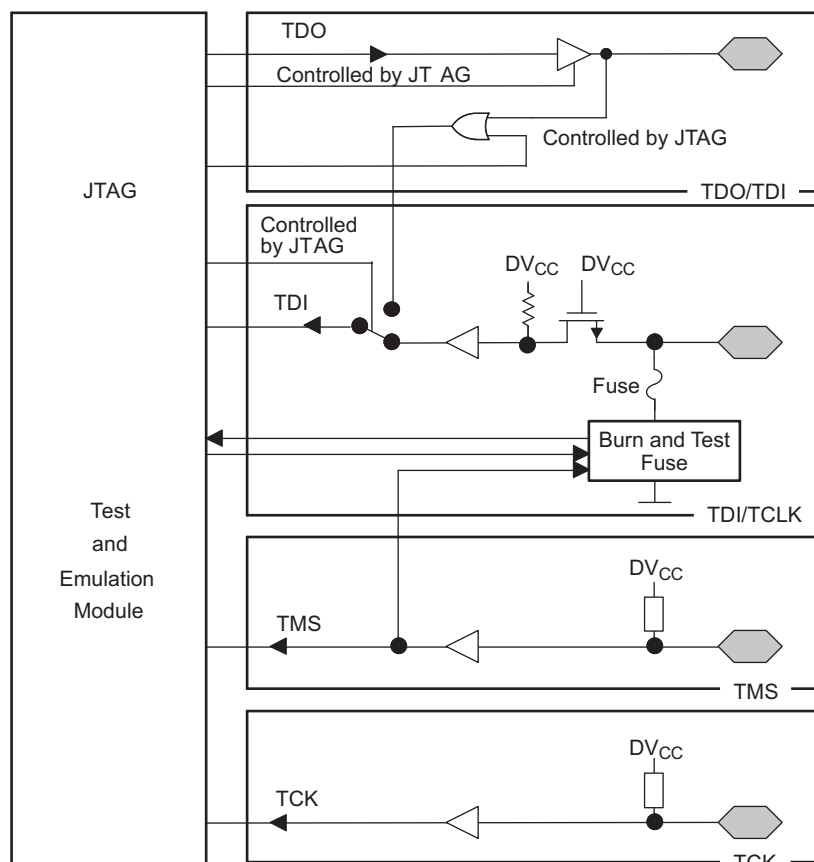 TDO
Controlled by JT AG
Controlled by JTAG
TDO/TDI
JTAG
Controlled
by JTAG
DVCC
DVCC
TDI
Fuse
Burn and Test
Fuse
TDI/TCLK
Test
and
Emulation
Module
DVCC
TMS
TMS
DVCC
TCK
TCK